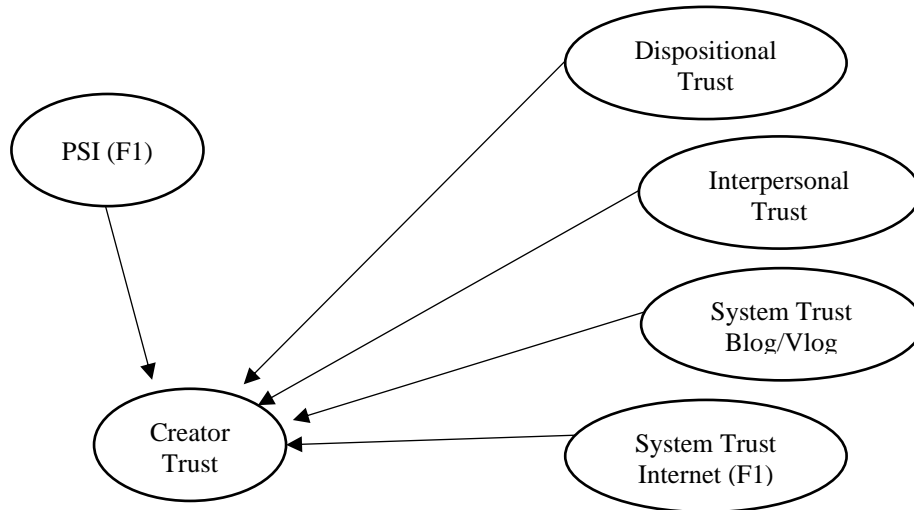 Dispositional
Trust
PSI (F1)
Interpersonal
Trust
System Trust
Blog/Vlog
Creator
Trust
System Trust
Internet (F1)